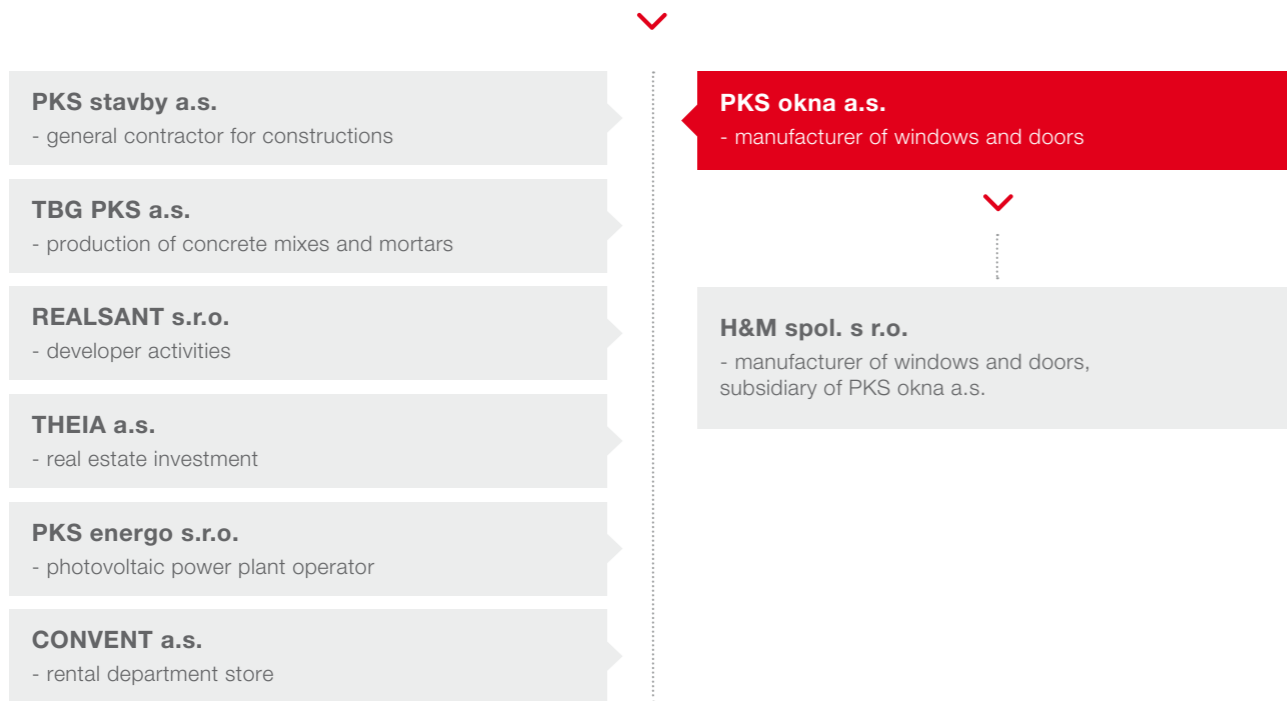 PKS stavby a.s.
- general contractor for constructions
TBG PKS a.s.
- production of concrete mixes and mortars
REALSANT s.r.o.
- developer activities
THEIA a.s.
- real estate investment
PKS energo s.r.o.
- photovoltaic power plant operator
CONVENT a.s.
- rental department store
PKS okna a.s.
- manufacturer of windows and doors
H&M spol. s r.o.
- manufacturer of windows and doors,
subsidiary of PKS okna a.s.